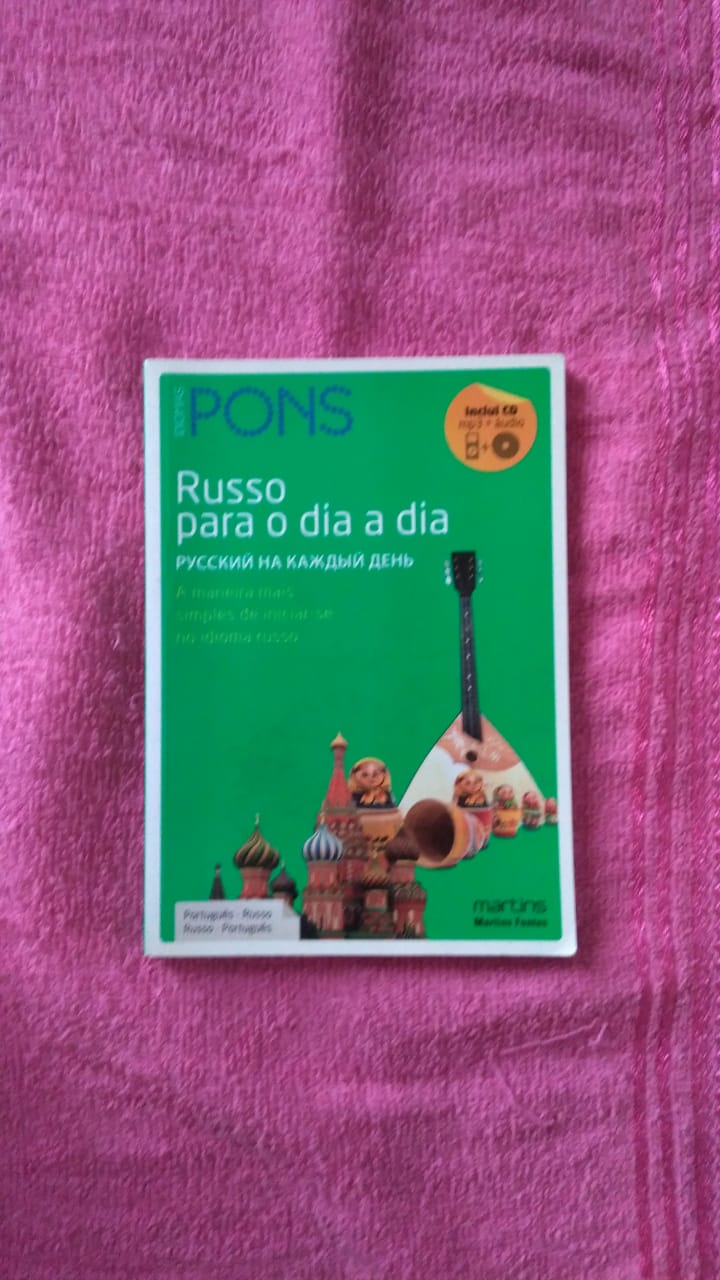 IDIOMAS
PONS
Inclui CD
mp3 + áudio
Russo
para o dia a dia
РУССКИЙ НА КАЖДЫЙ ДЕНЬ
A maneira mais
simples de iniciar-se
no idioma russo
Português - Russo
Russo - Português
martins
Martins Fontes